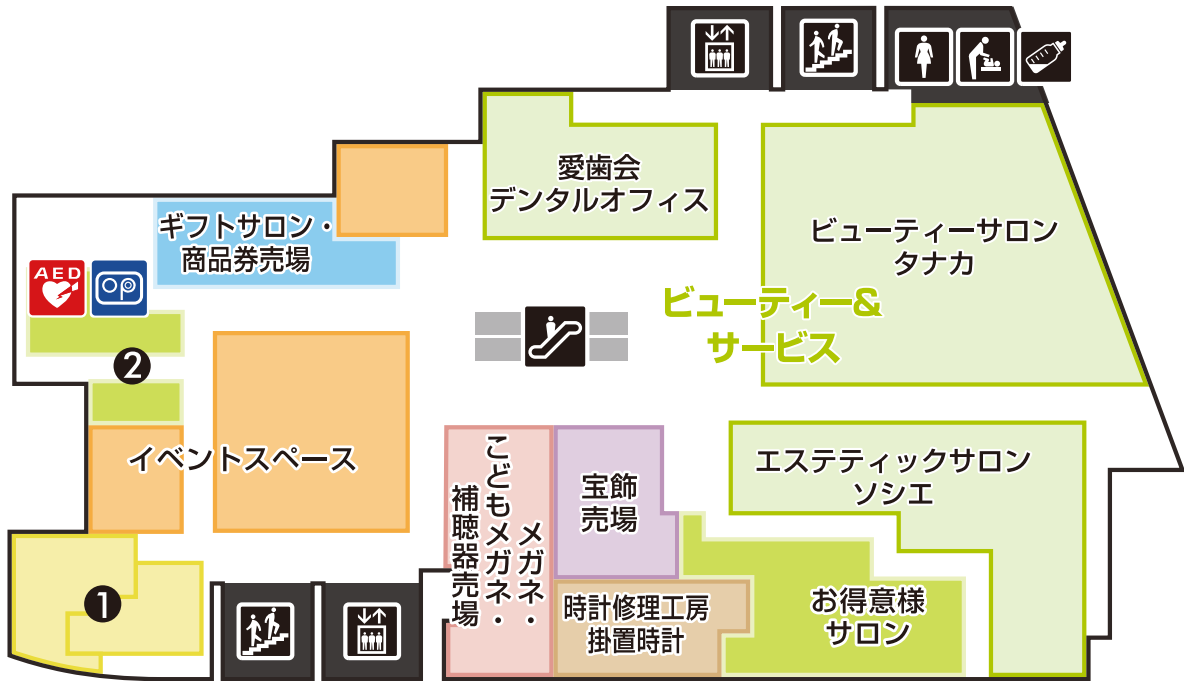 愛歯会
デンタルオフィス
ギフトサロン・
商品券売場
ビューティーサロン
タナカ
AED
ビューティー&
サービス
2
イベントスペース
こどもメガネ・
メガネ・
補聴器売場
宝飾
売場
エステティックサロン
ソシエ
1
時計修理工房
掛置時計
お得意様
サロン